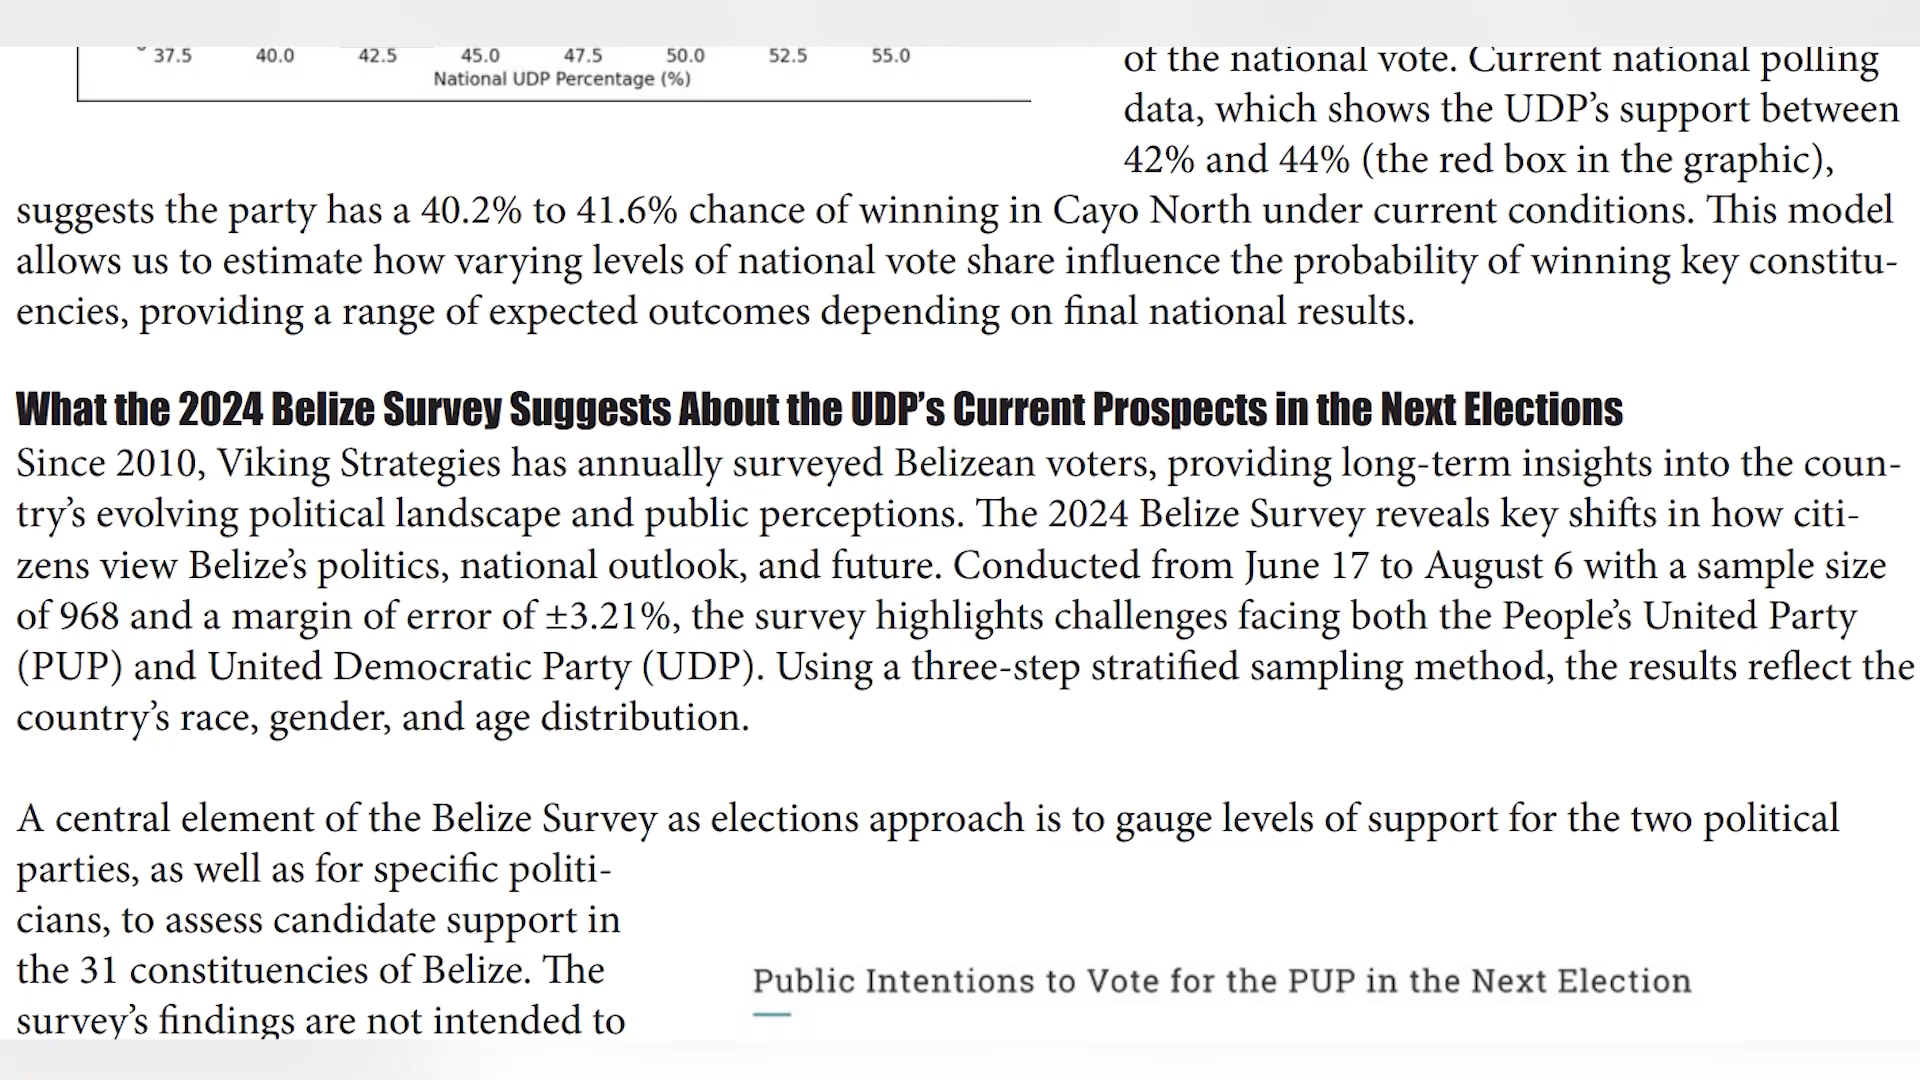 37.5 40.0 42.5 45.0 47.5 50.0 52.5 55.0
National UDP Percentage (%)
of the national vote. Current national polling
data, which shows the UDP’s support between
42% and 44% (the red box in the graphic),
suggests the party has a 40.2% to 41.6% chance of winning in Cayo North under current conditions. This model
allows us to estimate how varying levels of national vote share influence the probability of winning key constitu-
encies, providing a range of expected outcomes depending on final national results.
What the 2024 Belize Survey Suggests About the UDP’s Current Prospects in the Next Elections
Since 2010, Viking Strategies has annually surveyed Belizean voters, providing long-term insights into the coun-
try’s evolving political landscape and public perceptions. The 2024 Belize Survey reveals key shifts in how citi-
zens view Belize’s politics, national outlook, and future. Conducted from June 17 to August 6 with a sample size
of 968 and a margin of error of ±3.21%, the survey highlights challenges facing both the People’s United Party
(PUP) and United Democratic Party (UDP). Using a three-step stratified sampling method, the results reflect the
country’s race, gender, and age distribution.
A central element of the Belize Survey as elections approach is to gauge levels of support for the two political
parties, as well as for specific politi-
cians, to assess candidate support in
the 31 constituencies of Belize. The
survey’s findings are not intended to
Public Intentions to Vote for the PUP in the Next Election